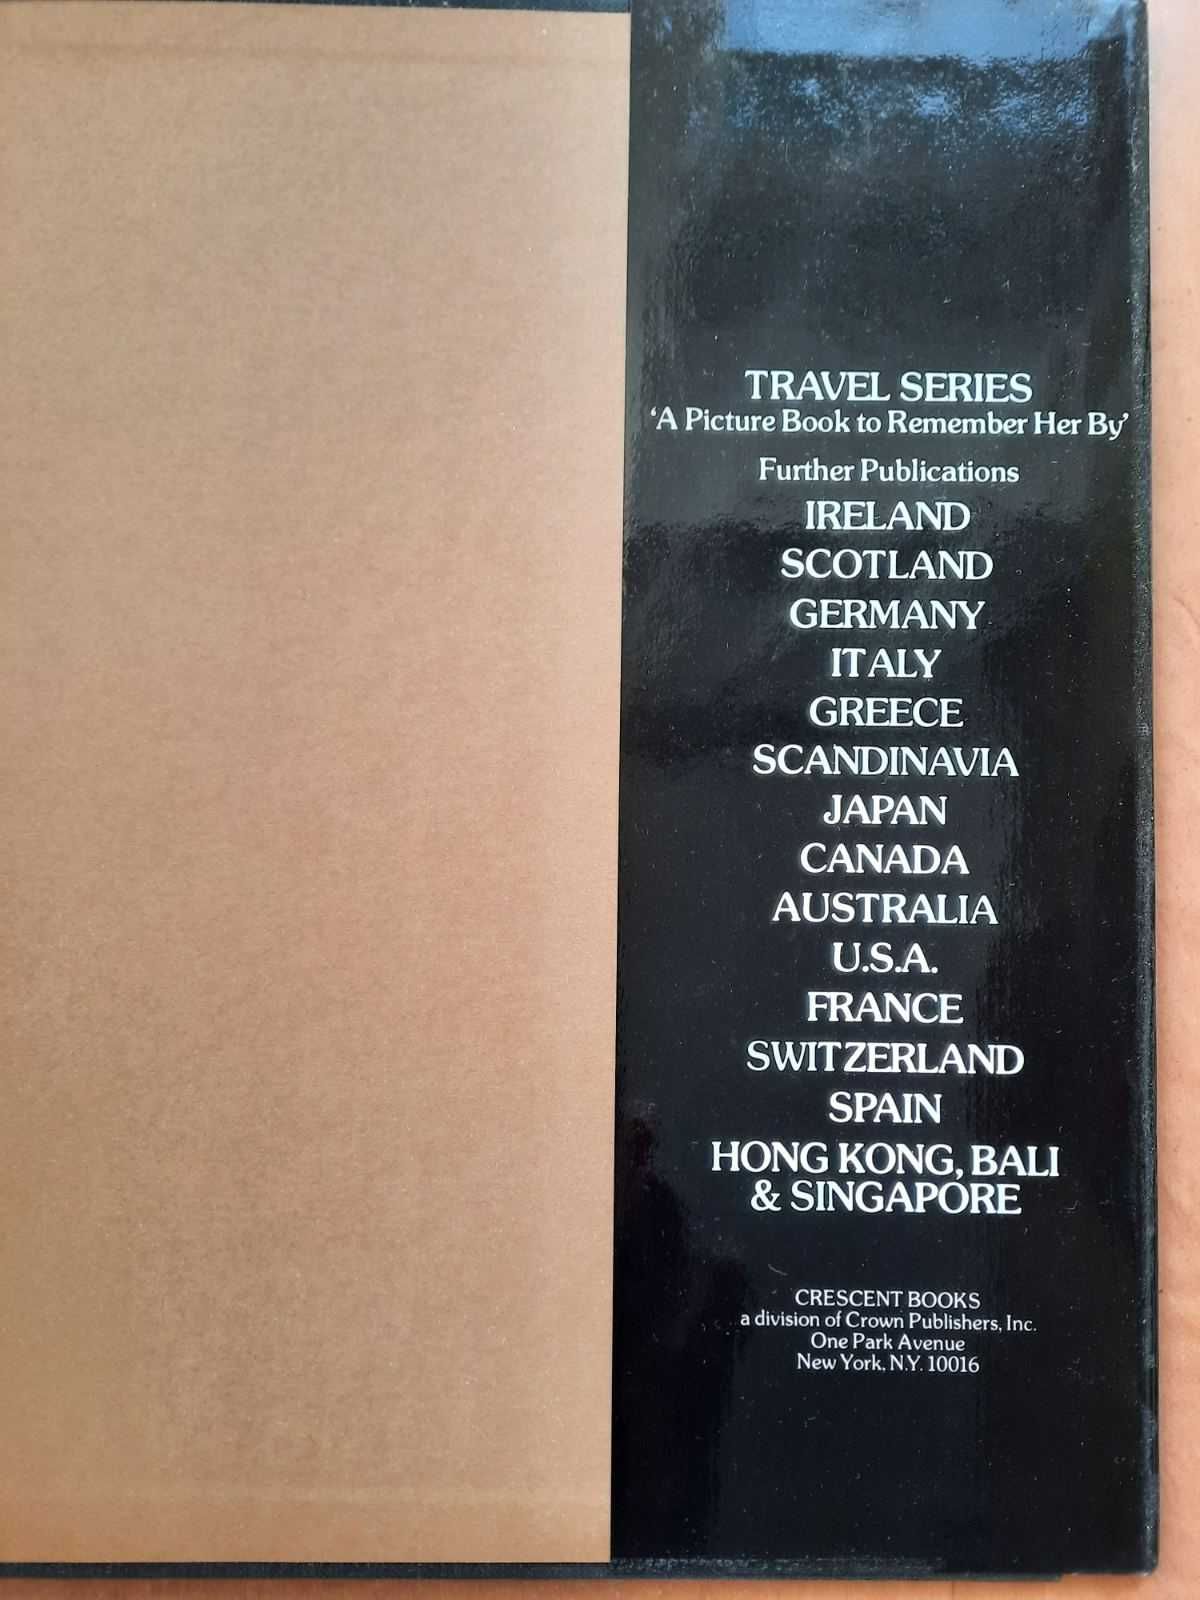 TRAVEL SERIES
‘A Picture Book to Remember Her By’
Further Publications
IRELAND
SCOTLAND
GERMANY
ITALY
GREECE
SCANDINAVIA
JAPAN
CANADA
AUSTRALIA
U.S.A.
FRANCE
SWITZERLAND
SPAIN
HONG KONG, BALI
& SINGAPORE
CRESCENT BOOKS
a division of Crown Publishers, Inc.
One Park Avenue
New York, N.Y. 10016